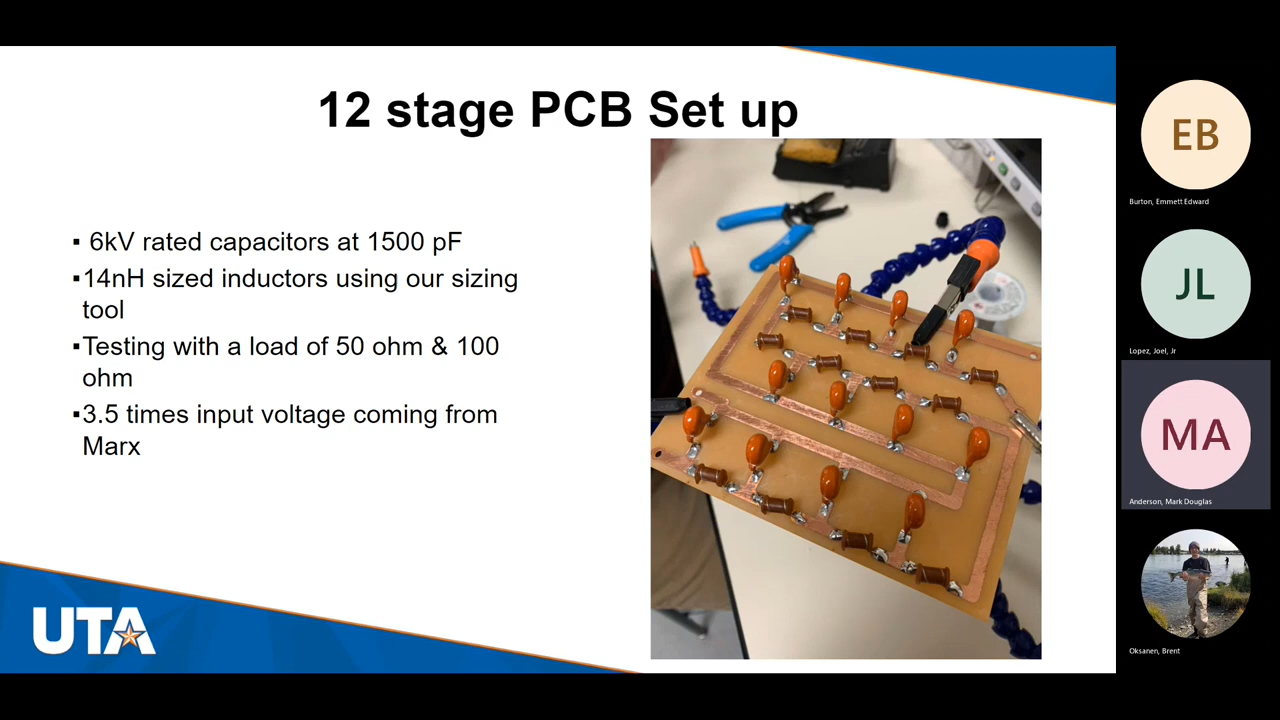 12 stage PCB Set up
▪ 6kV rated capacitors at 1500 pF
▪14nH sized inductors using our sizing
tool
▪Testing with a load of 50 ohm & 100
ohm
▪3.5 times input voltage coming from
Marx
UTA
EB
Burton, Emmett Edward
JL
Lopez, Joel, Jr
MA
Anderson, Mark Douglas
Oksanen, Brent